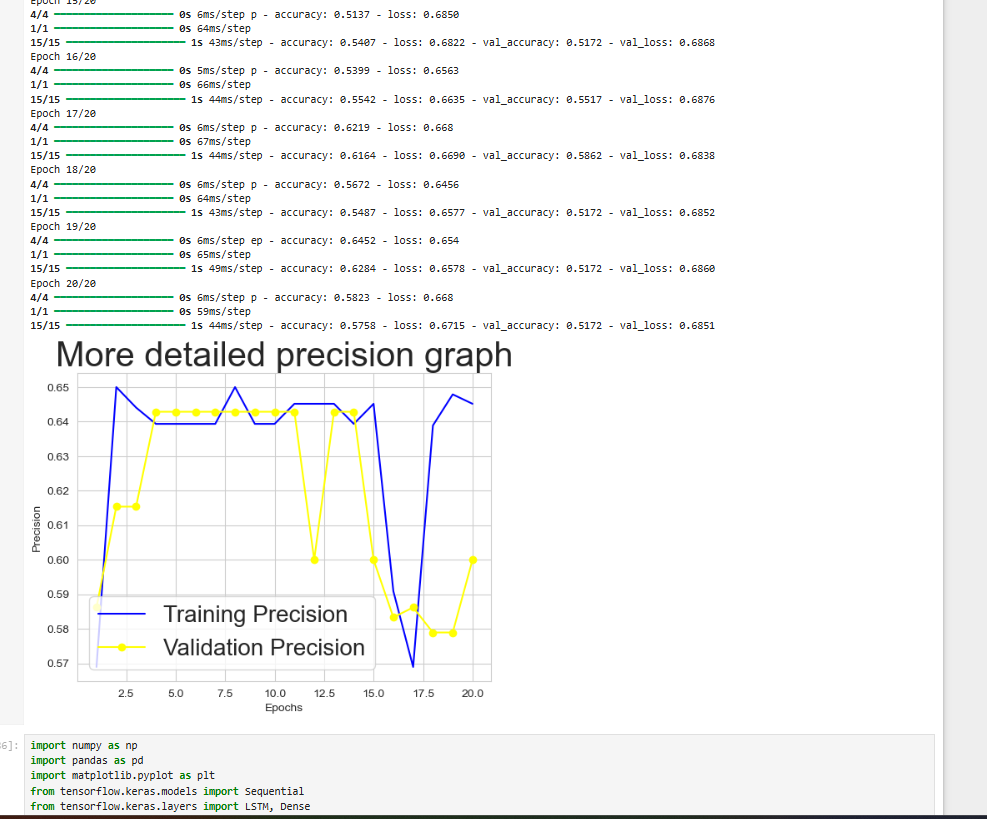 Epoch 15/20
4/4 0s 6ms/step p - accuracy: 0.5137 - loss: 0.6850
1/1 0s 64ms/step
15/15 1s 43ms/step - accuracy: 0.5407 - loss: 0.6822 - val_accuracy: 0.5172 - val_loss: 0.6868
Epoch 16/20
4/4 0s 5ms/step p - accuracy: 0.5399 - loss: 0.6563
1/1 0s 66ms/step
15/15 1s 44ms/step - accuracy: 0.5542 - loss: 0.6635 - val_accuracy: 0.5517 - val_loss: 0.6876
Epoch 17/20
4/4 0s 6ms/step p - accuracy: 0.6219 - loss: 0.668
1/1 0s 67ms/step
15/15 1s 44ms/step - accuracy: 0.6164 - loss: 0.6690 - val_accuracy: 0.5862 - val_loss: 0.6838
Epoch 18/20
4/4 0s 6ms/step p - accuracy: 0.5672 - loss: 0.6456
1/1 0s 64ms/step
15/15 1s 43ms/step - accuracy: 0.5487 - loss: 0.6577 - val_accuracy: 0.5172 - val_loss: 0.6852
Epoch 19/20
4/4 0s 6ms/step ep - accuracy: 0.6452 - loss: 0.654
1/1 0s 65ms/step
15/15 1s 49ms/step - accuracy: 0.6284 - loss: 0.6578 - val_accuracy: 0.5172 - val_loss: 0.6860
Epoch 20/20
4/4 0s 6ms/step p - accuracy: 0.5823 - loss: 0.668
1/1 0s 59ms/step
15/15 1s 44ms/step - accuracy: 0.5758 - loss: 0.6715 - val_accuracy: 0.5172 - val_loss: 0.6851
More detailed precision graph
0.65
0.64
0.63
0.62
0.61
0.60
0.59
0.58
0.57
Precision
Training Precision
Validation Precision
2.5 5.0 7.5 10.0 12.5 15.0 17.5 20.0
Epochs
6]:
import numpy as np
import pandas as pd
import matplotlib.pyplot as plt
from tensorflow.keras.models import Sequential
from tensorflow.keras.layers import LSTM, Dense